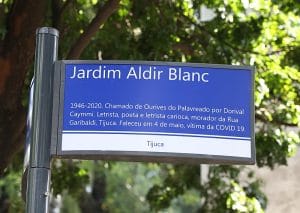 Jardim Aldir Blanc
1946-2020. Chamado de Ourives do Palavreado por Dorival
Caymmi. Letrista, poeta e letrista carioca, morador da Rua
Garibaldi, Tijuca. Faleceu em 4 de maio, vítima da COVID 19.
Tijuca